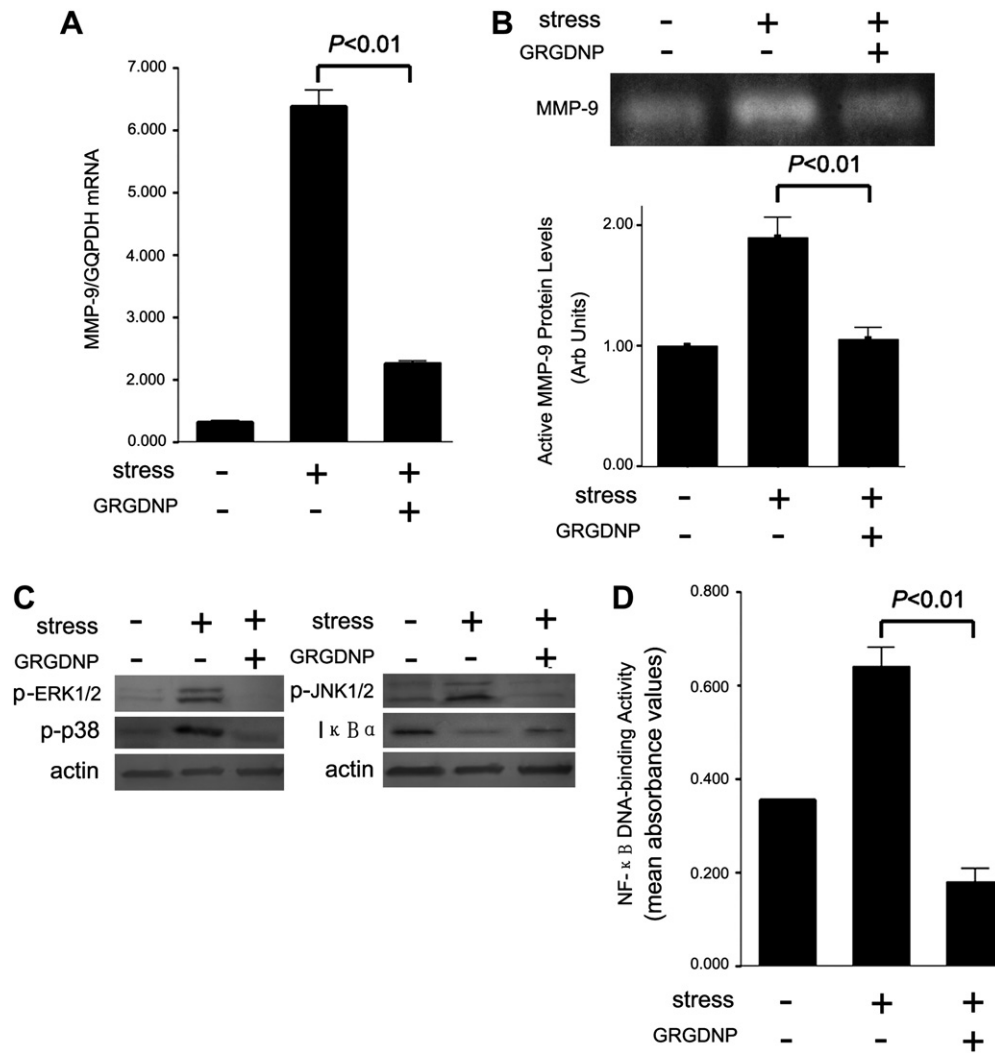 A
P<0.01
MMP-9/GQPDH mRNA
7.000
6.000
5.000
4.000
3.000
2.000
1.000
0.000
stress - + +
GRGDNP - - +
B
stress - + +
GRGDNP - - +
MMP-9
P<0.01
Active MMP-9 Protein Levels
(Arb Units)
2.00
1.00
0.00
stress - + +
GRGDNP - - +
C
stress - + +
GRGDNP - - +
p-ERK1/2
p-p38
actin
stress - + +
GRGDNP - - +
p-JNK1/2
IκBα
actin
D
P<0.01
NF-κB DNA-binding Activity
(mean absorbance values)
0.800
0.600
0.400
0.200
0.000
stress - + +
GRGDNP - - +